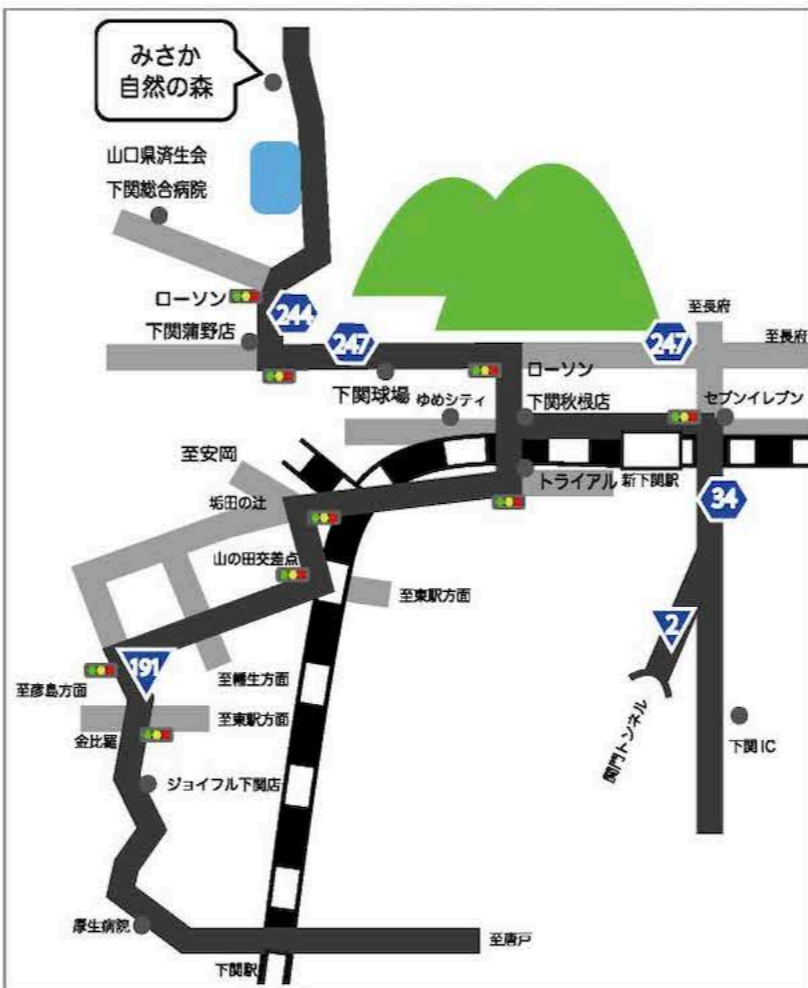 みさか
自然の森
山口県済生会
下関総合病院
ローソン
下関蒲野店
244
247
下関球場
ゆめシティ
ローソン
下関秋根店
247
至長府
至長府
セブンイレブン
トライアル
新下関駅
34
至安岡
垢田の辻
山の田交差点
至東駅方面
2
191
至彦島方面
至幡生方面
至東駅方面
金比羅
関門トンネル
下関IC
ジョイフル下関店
厚生病院
下関駅
至唐戸